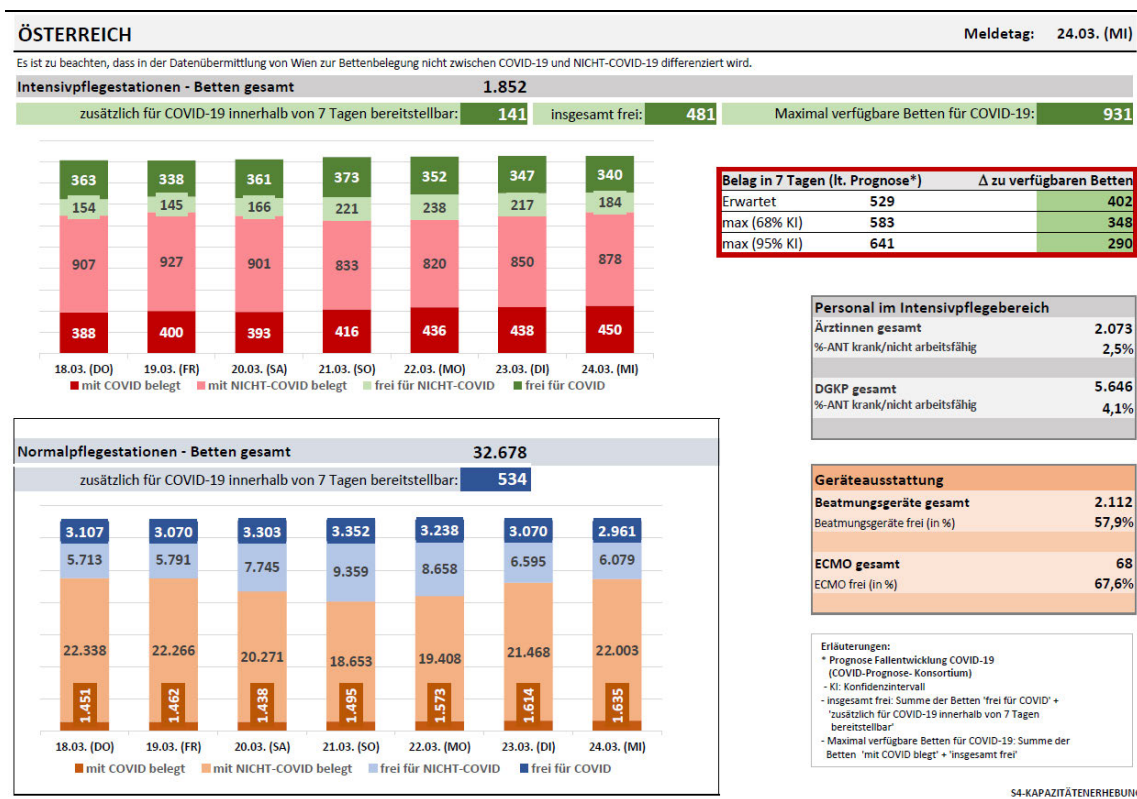 ÖSTERREICH Meldetag: 24.03. (MI)
Es ist zu beachten, dass in der Datenübermittlung von Wien zur Bettenbelegung nicht zwischen COVID-19 und NICHT-COVID-19 differenziert wird.
Intensivpflegestationen - Betten gesamt 1.852
zusätzlich für COVID-19 innerhalb von 7 Tagen bereitstellbar: 141 insgesamt frei: 481 Maximal verfügbare Betten für COVID-19: 931
363 338 361 373 352 347 340
154 145 166 221 238 217 184
907 927 901 833 820 850 878
388 400 393 416 436 438 450
18.03. (DO) 19.03. (FR) 20.03. (SA) 21.03. (SO) 22.03. (MO) 23.03. (DI) 24.03. (MI)
mit COVID belegt mit NICHT-COVID belegt frei für NICHT-COVID frei für COVID
Belag in 7 Tagen (lt. Prognose*) Δ zu verfügbaren Betten
Erwartet 529 402
max (68% KI) 583 348
max (95% KI) 641 290
Personal im Intensivpflegebereich
Ärztinnen gesamt 2.073
%-ANT krank/nicht arbeitsfähig 2,5%
DGKP gesamt 5.646
%-ANT krank/nicht arbeitsfähig 4,1%
Normalpflegestationen - Betten gesamt 32.678
zusätzlich für COVID-19 innerhalb von 7 Tagen bereitstellbar: 534
3.107 3.070 3.303 3.352 3.238 3.070 2.961
5.713 5.791 7.745 9.359 8.658 6.595 6.079
22.338 22.266 20.271 18.653 19.408 21.468 22.003
1.451 1.462 1.438 1.495 1.573 1.614 1.635
18.03. (DO) 19.03. (FR) 20.03. (SA) 21.03. (SO) 22.03. (MO) 23.03. (DI) 24.03. (MI)
mit COVID belegt mit NICHT-COVID belegt frei für NICHT-COVID frei für COVID
Geräteausstattung
Beatmungsgeräte gesamt 2.112
Beatmungsgeräte frei (in %) 57,9%
ECMO gesamt 68
ECMO frei (in %) 67,6%
Erläuterungen:
* Prognose Fallentwicklung COVID-19
(COVID-Prognose- Konsortium)
- KI: Konfidenzintervall
- insgesamt frei: Summe der Betten 'frei für COVID' +
'zusätzlich für COVID-19 innerhalb von 7 Tagen
bereitstellbar'
- Maximal verfügbare Betten für COVID-19: Summe der
Betten 'mit COVID blegt' + 'insgesamt frei'
S4-KAPAZITÄTENERHEBUNG